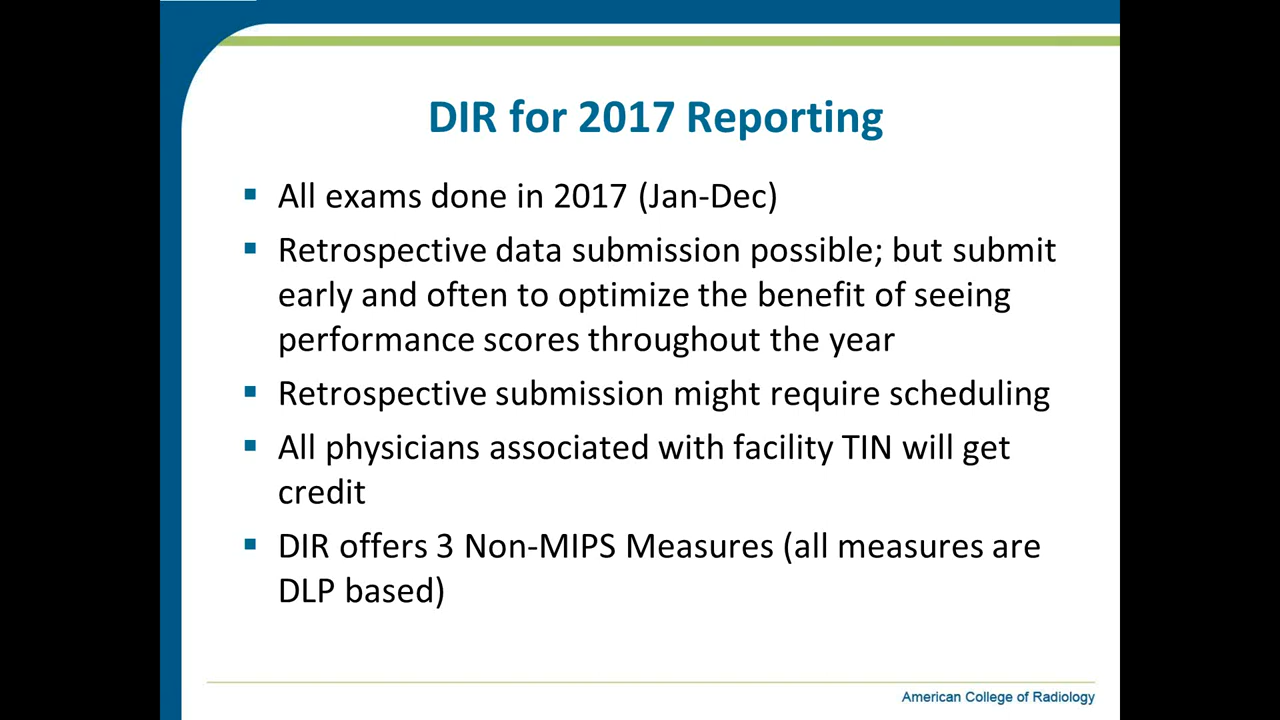 DIR for 2017 Reporting
▪ All exams done in 2017 (Jan-Dec)
▪ Retrospective data submission possible; but submit
early and often to optimize the benefit of seeing
performance scores throughout the year
▪ Retrospective submission might require scheduling
▪ All physicians associated with facility TIN will get
credit
▪ DIR offers 3 Non-MIPS Measures (all measures are
DLP based)
American College of Radiology